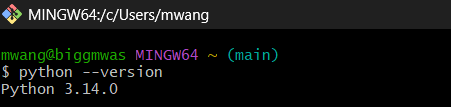 MINGW64:/c/Users/mwang
mwang@biggmwas MINGW64 ~ (main)
$ python --version
Python 3.14.0